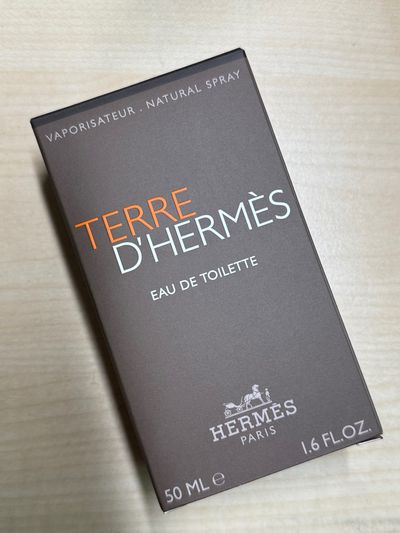 VAPORISATEUR . NATURAL SPRAY
TERRE
D'HERMÈS
EAU DE TOILETTE
HERMÈS
PARIS
50 ML ℮ 1.6 FL.OZ.